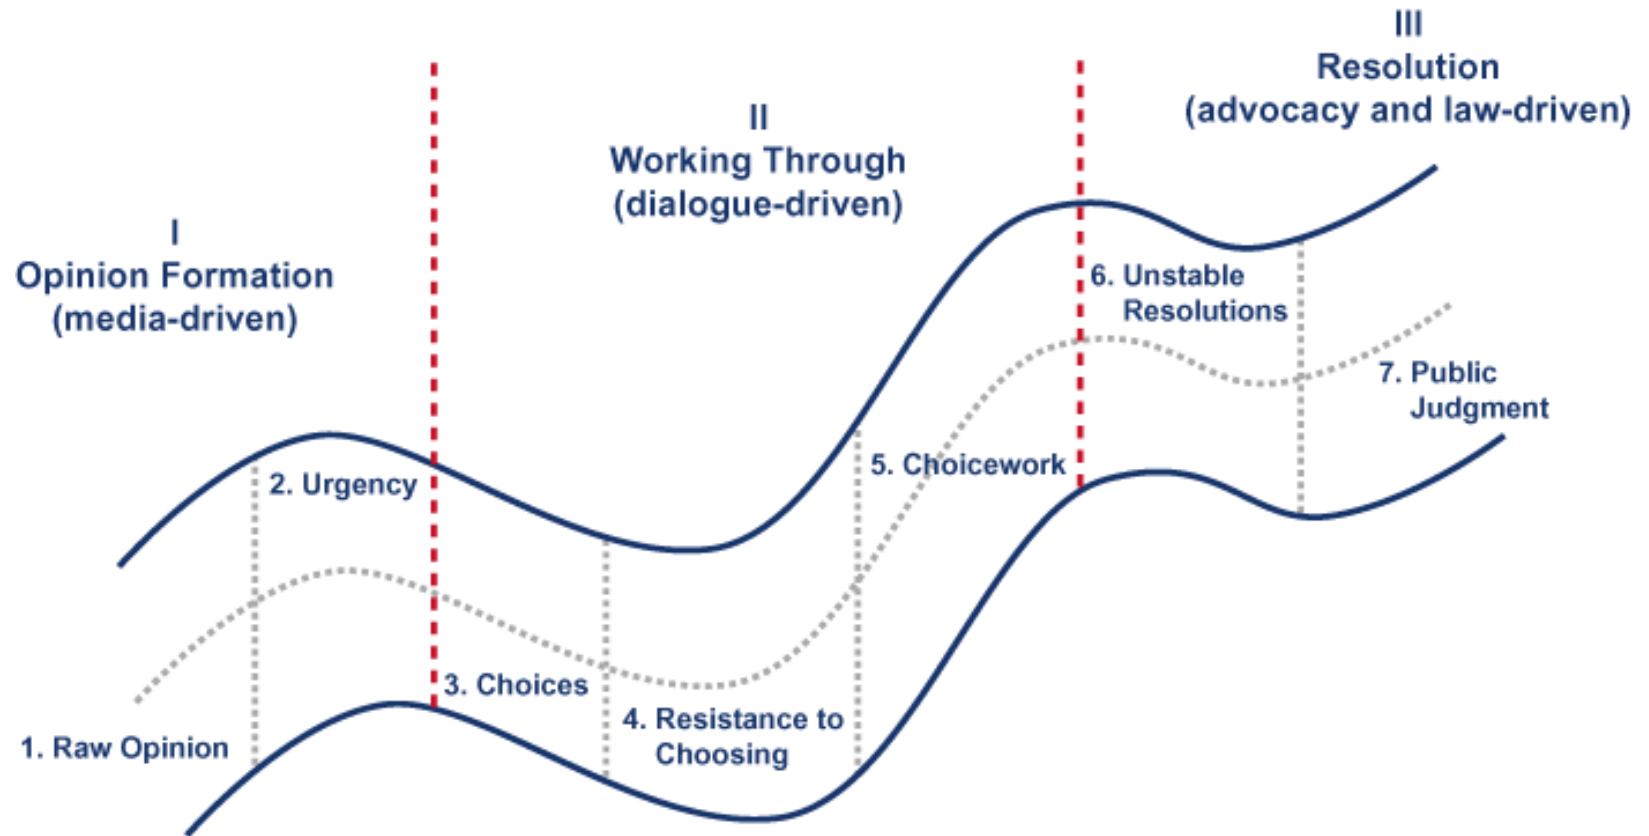 I
Opinion Formation
(media-driven)
II
Working Through
(dialogue-driven)
III
Resolution
(advocacy and law-driven)
1. Raw Opinion
2. Urgency
3. Choices
4. Resistance to
Choosing
5. Choicework
6. Unstable
Resolutions
7. Public
Judgment